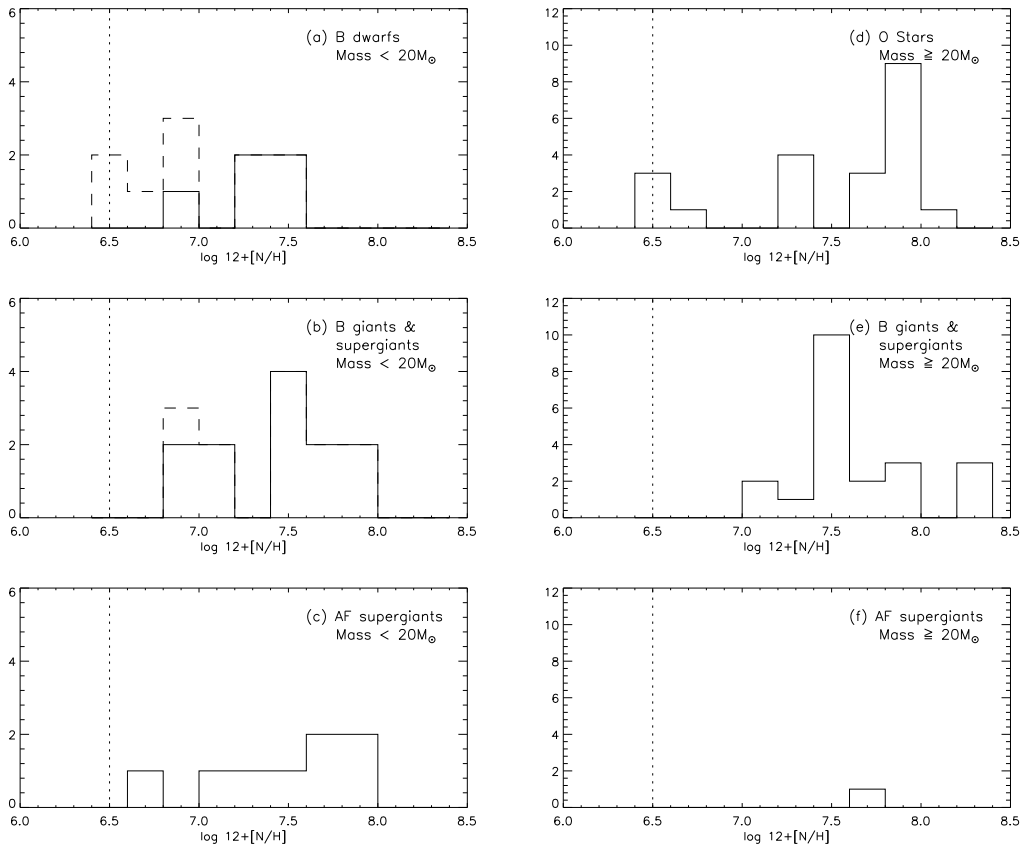 6
4
2
0
6.0 6.5 7.0 7.5 8.0 8.5
log 12+[N/H]
(a) B dwarfs
Mass < 20M☉
12
10
8
6
4
2
0
6.0 6.5 7.0 7.5 8.0 8.5
log 12+[N/H]
(d) O Stars
Mass ≧ 20M☉
6
4
2
0
6.0 6.5 7.0 7.5 8.0 8.5
log 12+[N/H]
(b) B giants &
supergiants
Mass < 20M☉
12
10
8
6
4
2
0
6.0 6.5 7.0 7.5 8.0 8.5
log 12+[N/H]
(e) B giants &
supergiants
Mass ≧ 20M☉
6
4
2
0
6.0 6.5 7.0 7.5 8.0 8.5
log 12+[N/H]
(c) AF supergiants
Mass < 20M☉
12
10
8
6
4
2
0
6.0 6.5 7.0 7.5 8.0 8.5
log 12+[N/H]
(f) AF supergiants
Mass ≧ 20M☉